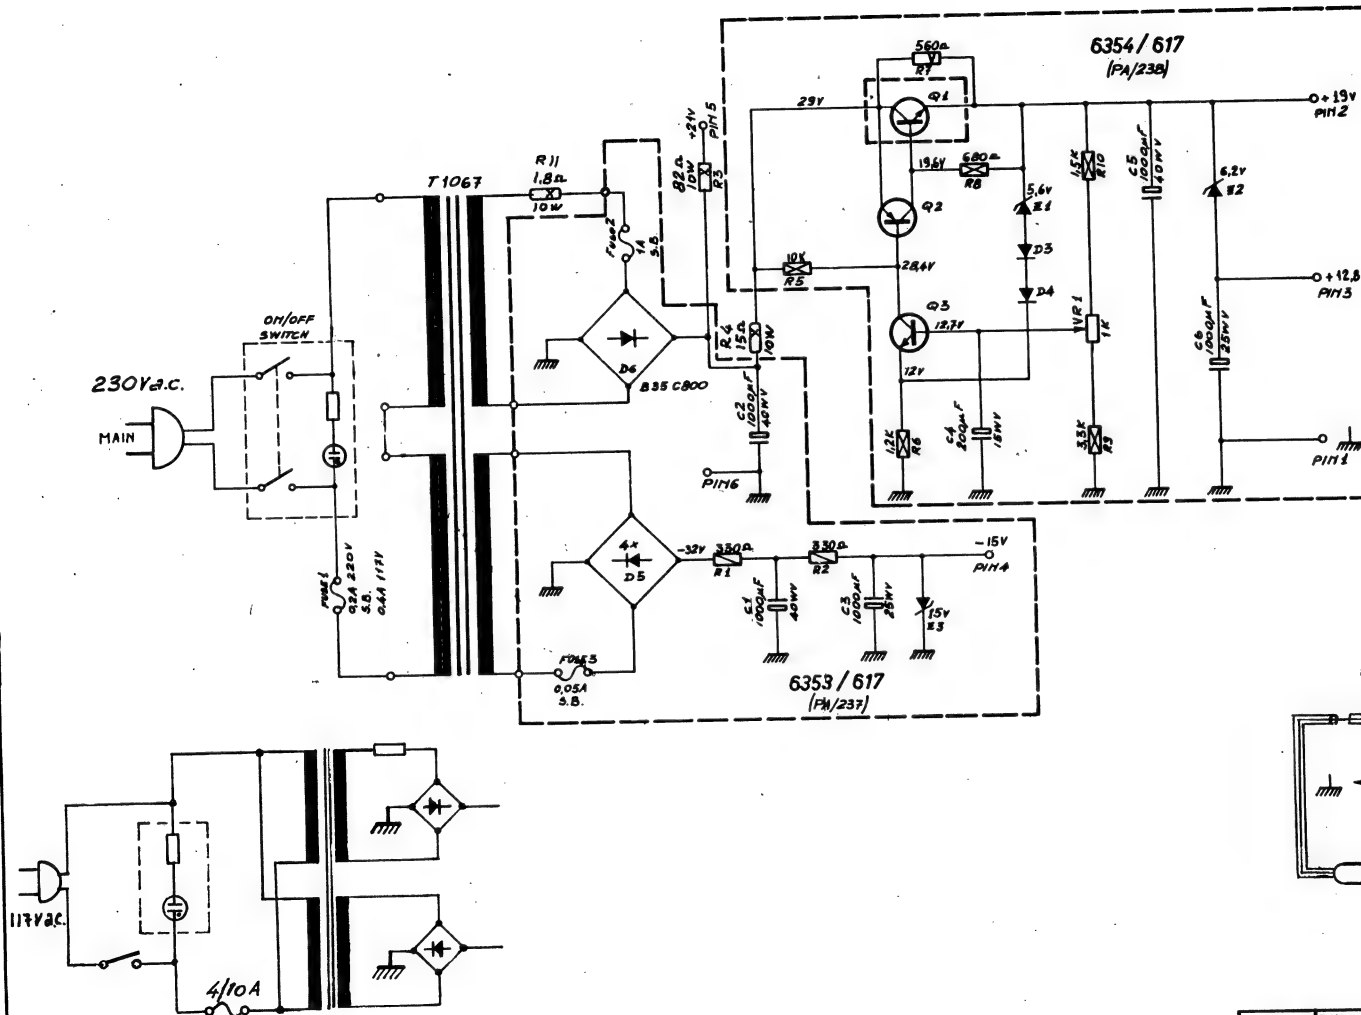 6354/617
(PA/238)
560Ω
R7
Q1
29V
+19V
PIN2
+21V
PIN5
82Ω
10W
R3
R11
1,8Ω
10W
T1067
FUSE2
1A
S.B.
19,6V
680Ω
R8
5,6V
Z1
1,5K
R10
C5
1000µF
40WV
6,2V
Z2
Q2
D3
D4
10K
R5
28,4V
+12,8
PIN3
Q3
12,7V
VR1
1K
R4
15Ω
10W
12V
C6
1000µF
25WV
ON/OFF
SWITCH
230Va.c.
MAIN
D6
B35C800
C2
1000µF
40WV
1,2K
R6
C4
200µF
15WV
3,3K
R9
PIN1
PIN6
4x
D5
-32V
330Ω
R1
330Ω
R2
-15V
PIN4
C1
1000µF
40WV
C3
1000µF
25WV
15V
Z3
FUSE1
0,2A 220V
S.B.
0,4A 117V
FUSE3
0,05A
S.B.
6353/617
(PA/237)
117Va.c.
4/10A